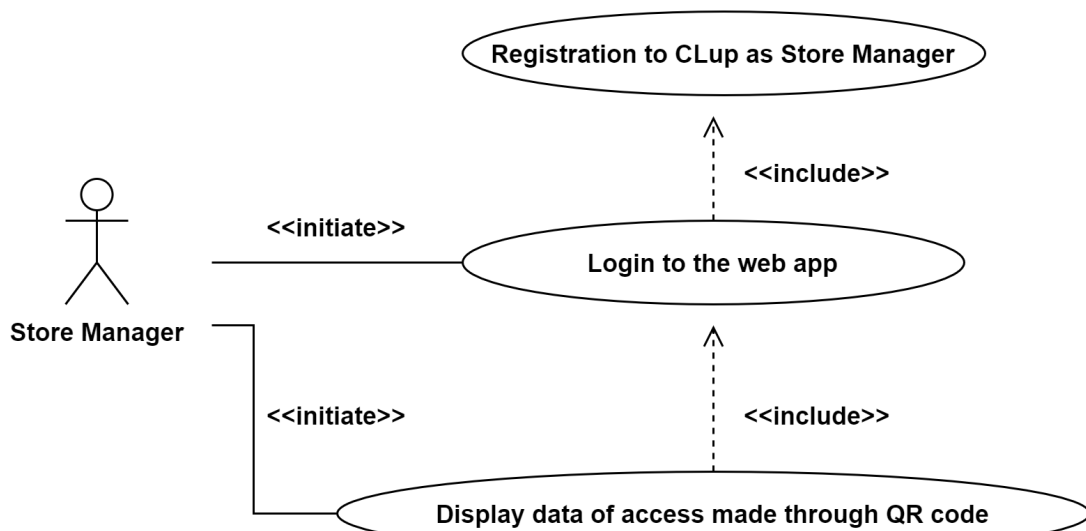 Registration to CLup as Store Manager
<<include>>
<<initiate>>
Login to the web app
Store Manager
<<initiate>>
<<include>>
Display data of access made through QR code